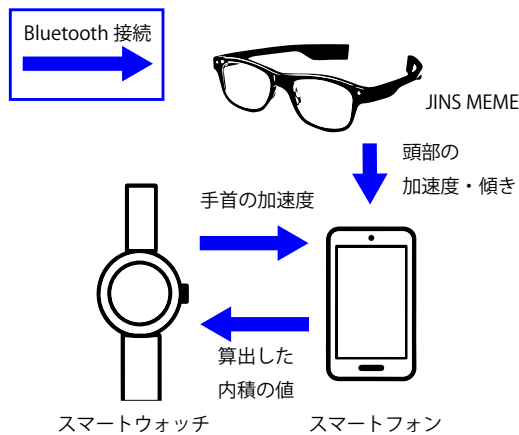 Bluetooth 接続
JINS MEME
頭部の
加速度・傾き
手首の加速度
算出した
内積の値
スマートウォッチ
スマートフォン